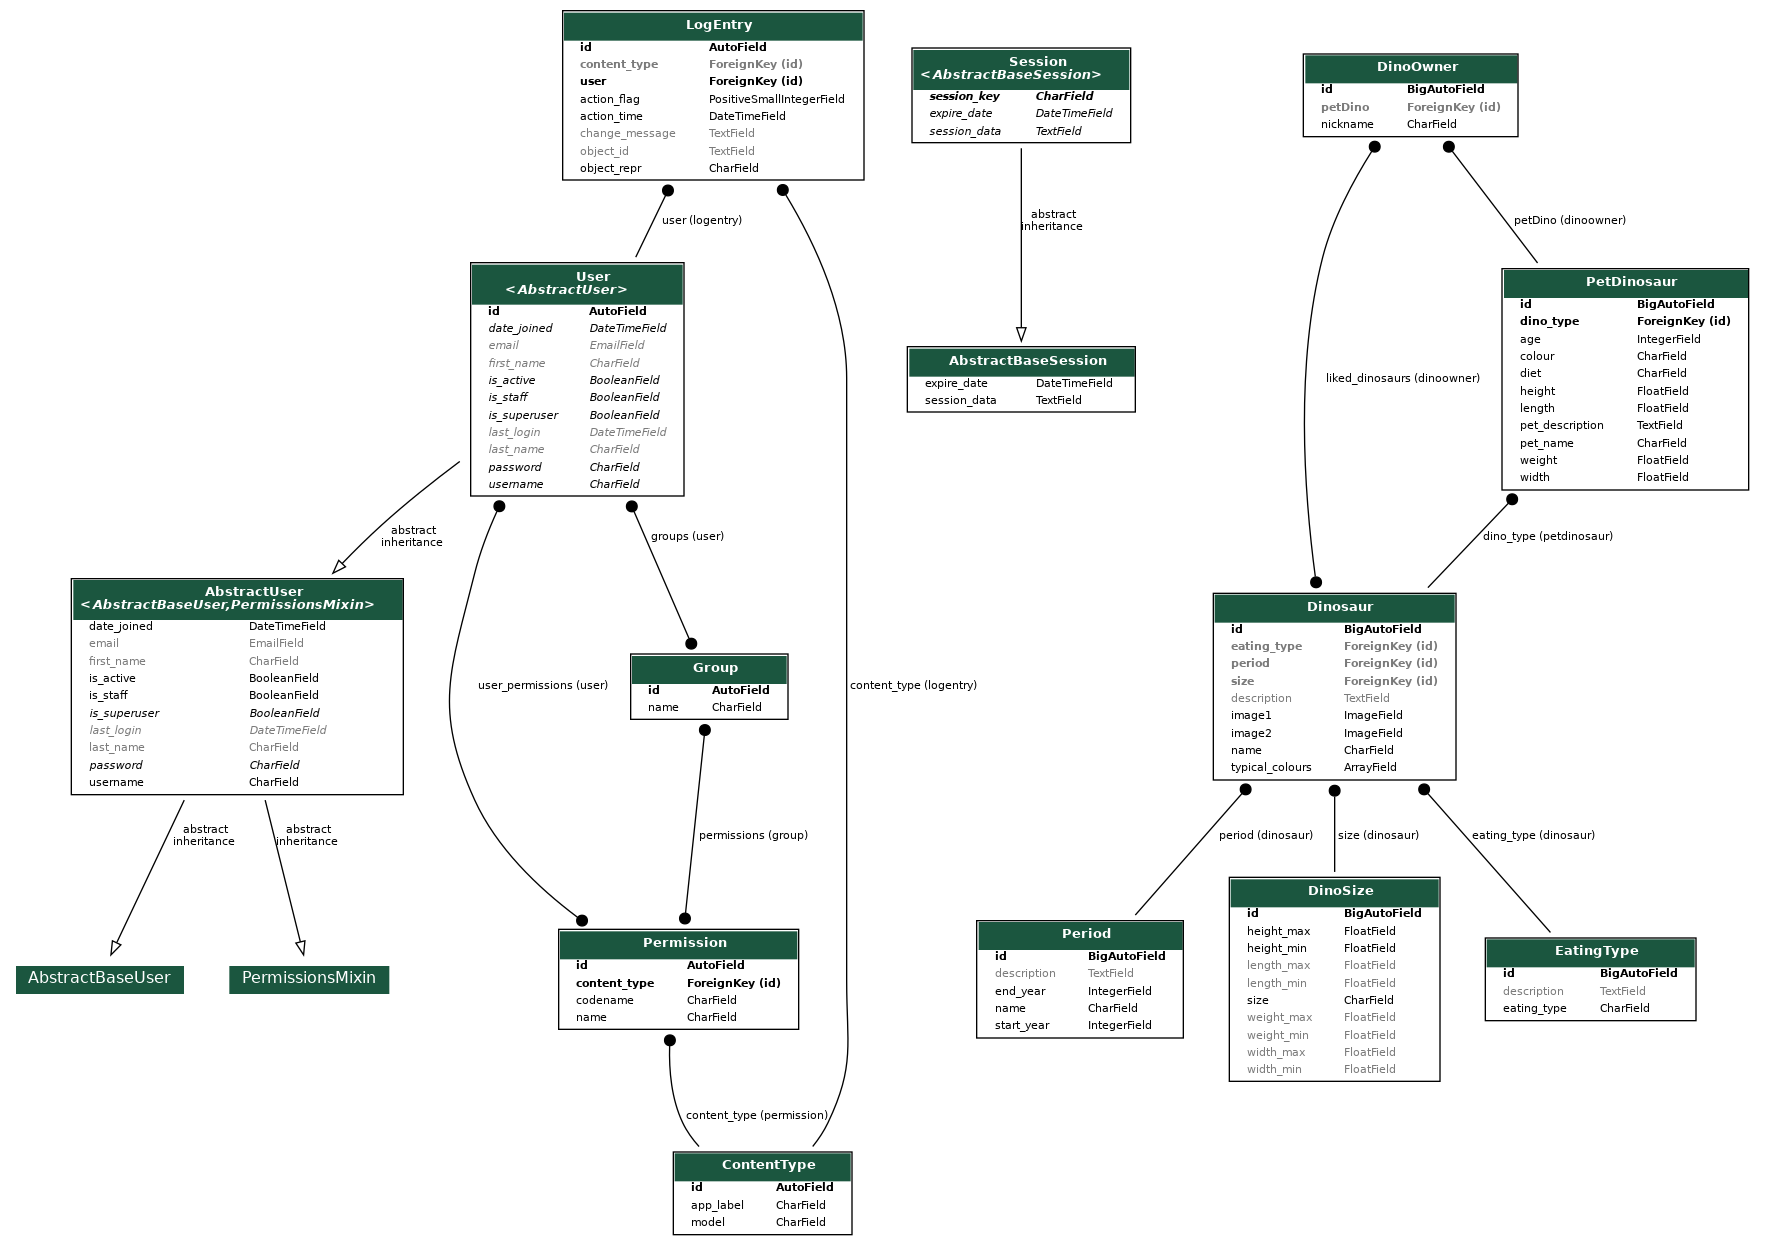 LogEntry
id AutoField
content_type ForeignKey (id)
user ForeignKey (id)
action_flag PositiveSmallIntegerField
action_time DateTimeField
change_message TextField
object_id TextField
object_repr CharField
Session
<AbstractBaseSession>
session_key CharField
expire_date DateTimeField
session_data TextField
DinoOwner
id BigAutoField
petDino ForeignKey (id)
nickname CharField
user (logentry)
abstract
inheritance
petDino (dinoowner)
User
<AbstractUser>
id AutoField
date_joined DateTimeField
email EmailField
first_name CharField
is_active BooleanField
is_staff BooleanField
is_superuser BooleanField
last_login DateTimeField
last_name CharField
password CharField
username CharField
AbstractBaseSession
expire_date DateTimeField
session_data TextField
liked_dinosaurs (dinoowner)
PetDinosaur
id BigAutoField
dino_type ForeignKey (id)
age IntegerField
colour CharField
diet CharField
height FloatField
length FloatField
pet_description TextField
pet_name CharField
weight FloatField
width FloatField
abstract
inheritance
groups (user)
dino_type (petdinosaur)
AbstractUser
<AbstractBaseUser,PermissionsMixin>
date_joined DateTimeField
email EmailField
first_name CharField
is_active BooleanField
is_staff BooleanField
is_superuser BooleanField
last_login DateTimeField
last_name CharField
password CharField
username CharField
user_permissions (user)
Group
id AutoField
name CharField
content_type (logentry)
Dinosaur
id BigAutoField
eating_type ForeignKey (id)
period ForeignKey (id)
size ForeignKey (id)
description TextField
image1 ImageField
image2 ImageField
name CharField
typical_colours ArrayField
abstract
inheritance
abstract
inheritance
permissions (group)
period (dinosaur)
size (dinosaur)
eating_type (dinosaur)
AbstractBaseUser
PermissionsMixin
Permission
id AutoField
content_type ForeignKey (id)
codename CharField
name CharField
Period
id BigAutoField
description TextField
end_year IntegerField
name CharField
start_year IntegerField
DinoSize
id BigAutoField
height_max FloatField
height_min FloatField
length_max FloatField
length_min FloatField
size CharField
weight_max FloatField
weight_min FloatField
width_max FloatField
width_min FloatField
EatingType
id BigAutoField
description TextField
eating_type CharField
content_type (permission)
ContentType
id AutoField
app_label CharField
model CharField